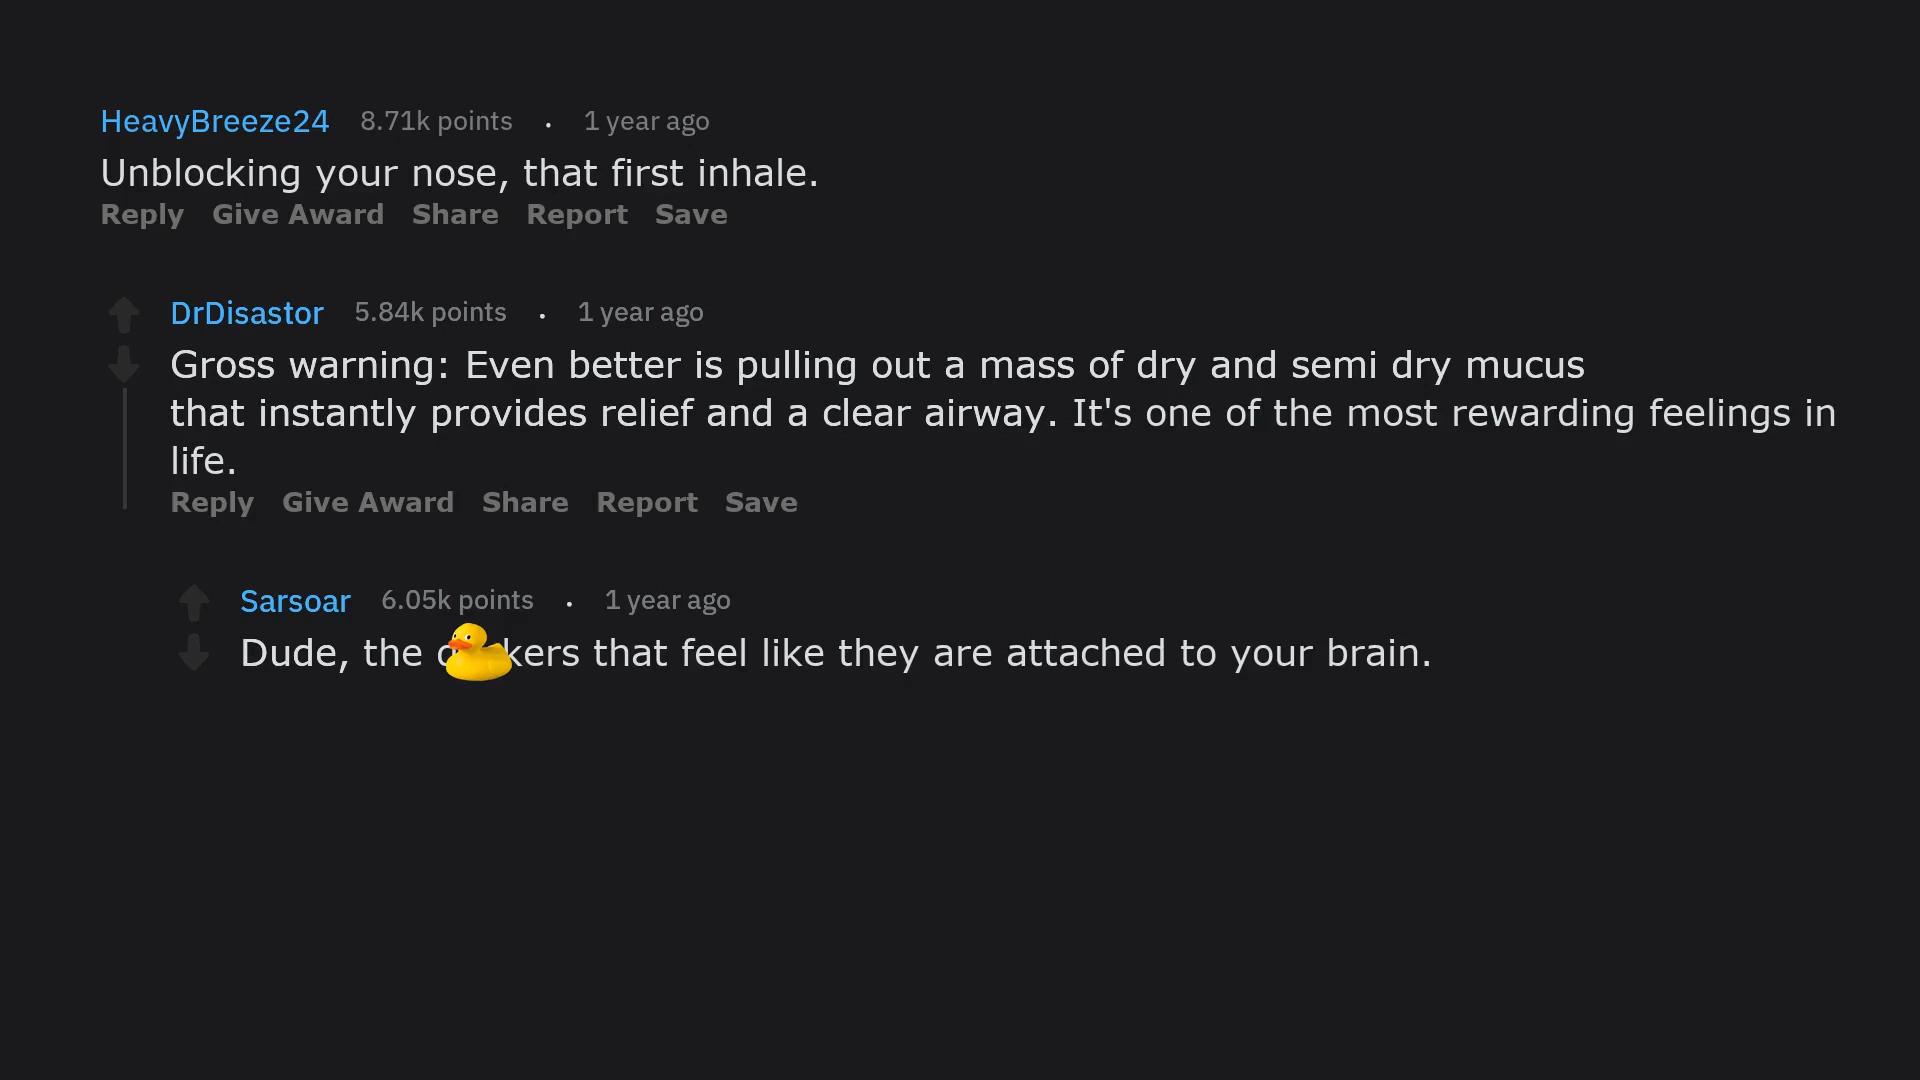 HeavyBreeze24 8.71k points . 1 year ago
Unblocking your nose, that first inhale.
Reply Give Award Share Report Save
DrDisastor 5.84k points . 1 year ago
Gross warning: Even better is pulling out a mass of dry and semi dry mucus
that instantly provides relief and a clear airway. It's one of the most rewarding feelings in
life.
Reply Give Award Share Report Save
Sarsoar 6.05k points . 1 year ago
Dude, the that feel like they are attached to your brain.